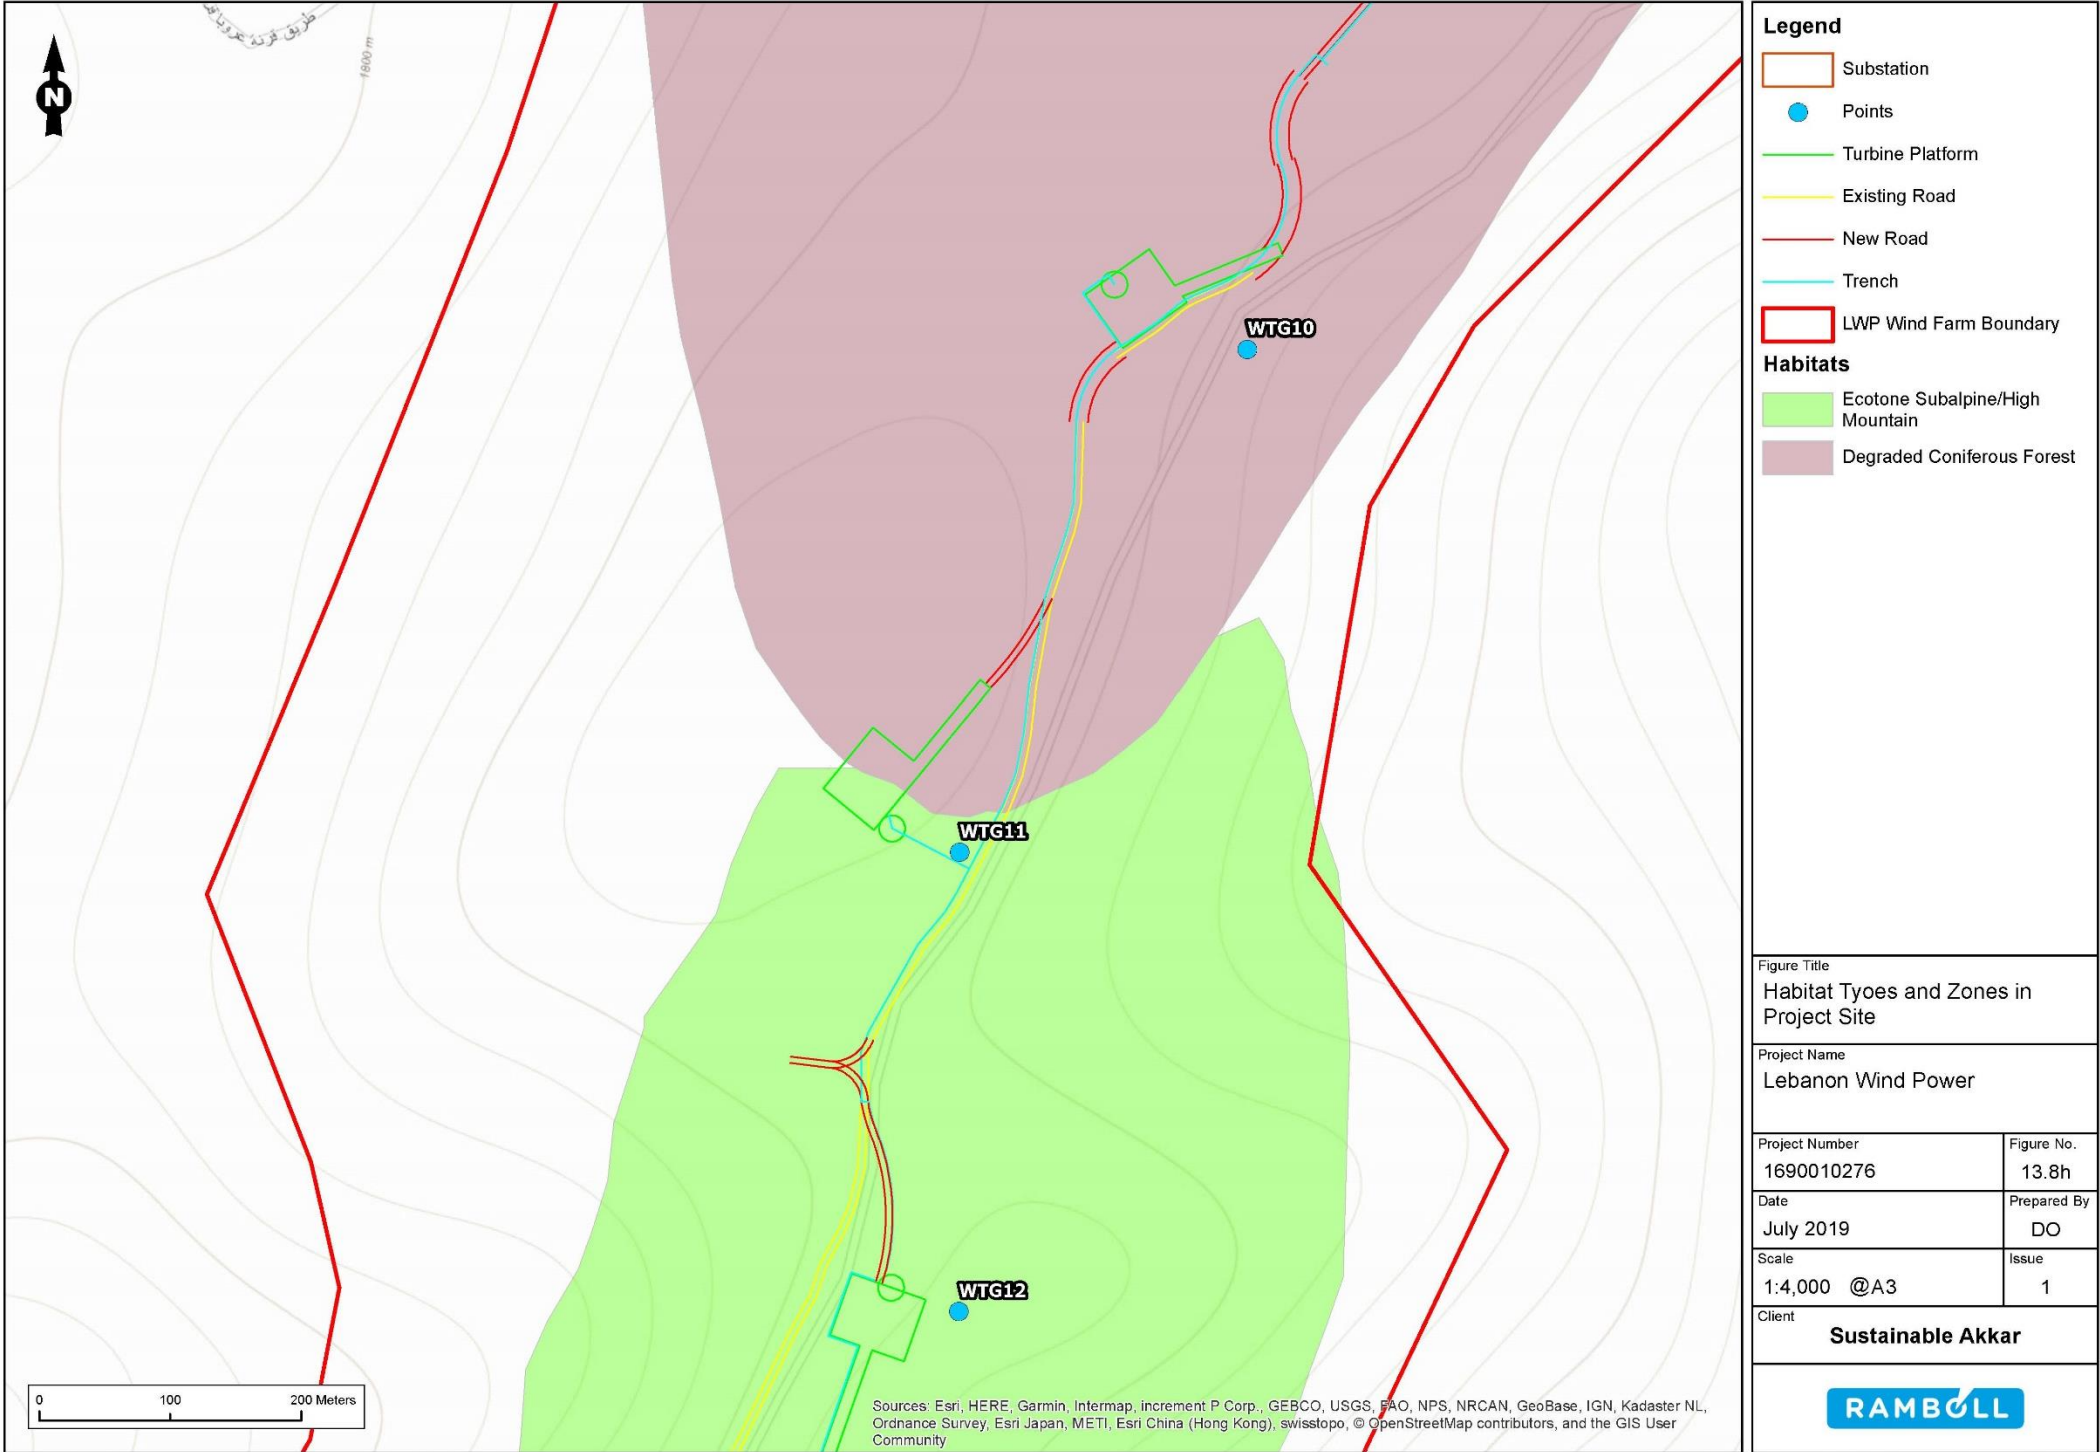 طريق قرنة عروبا
1800 m
N
WTG10
WTG11
WTG12
0 100 200 Meters
Sources: Esri, HERE, Garmin, Intermap, increment P Corp., GEBCO, USGS, FAO, NPS, NRCAN, GeoBase, IGN, Kadaster NL,
Ordnance Survey, Esri Japan, METI, Esri China (Hong Kong), swisstopo, © OpenStreetMap contributors, and the GIS User
Community
Legend
Substation
Points
Turbine Platform
Existing Road
New Road
Trench
LWP Wind Farm Boundary
Habitats
Ecotone Subalpine/High
Mountain
Degraded Coniferous Forest
Figure Title
Habitat Tyoes and Zones in
Project Site
Project Name
Lebanon Wind Power
Project Number
1690010276
Figure No.
13.8h
Date
July 2019
Prepared By
DO
Scale
1:4,000 @A3
Issue
1
Client
Sustainable Akkar
RAMBOLL